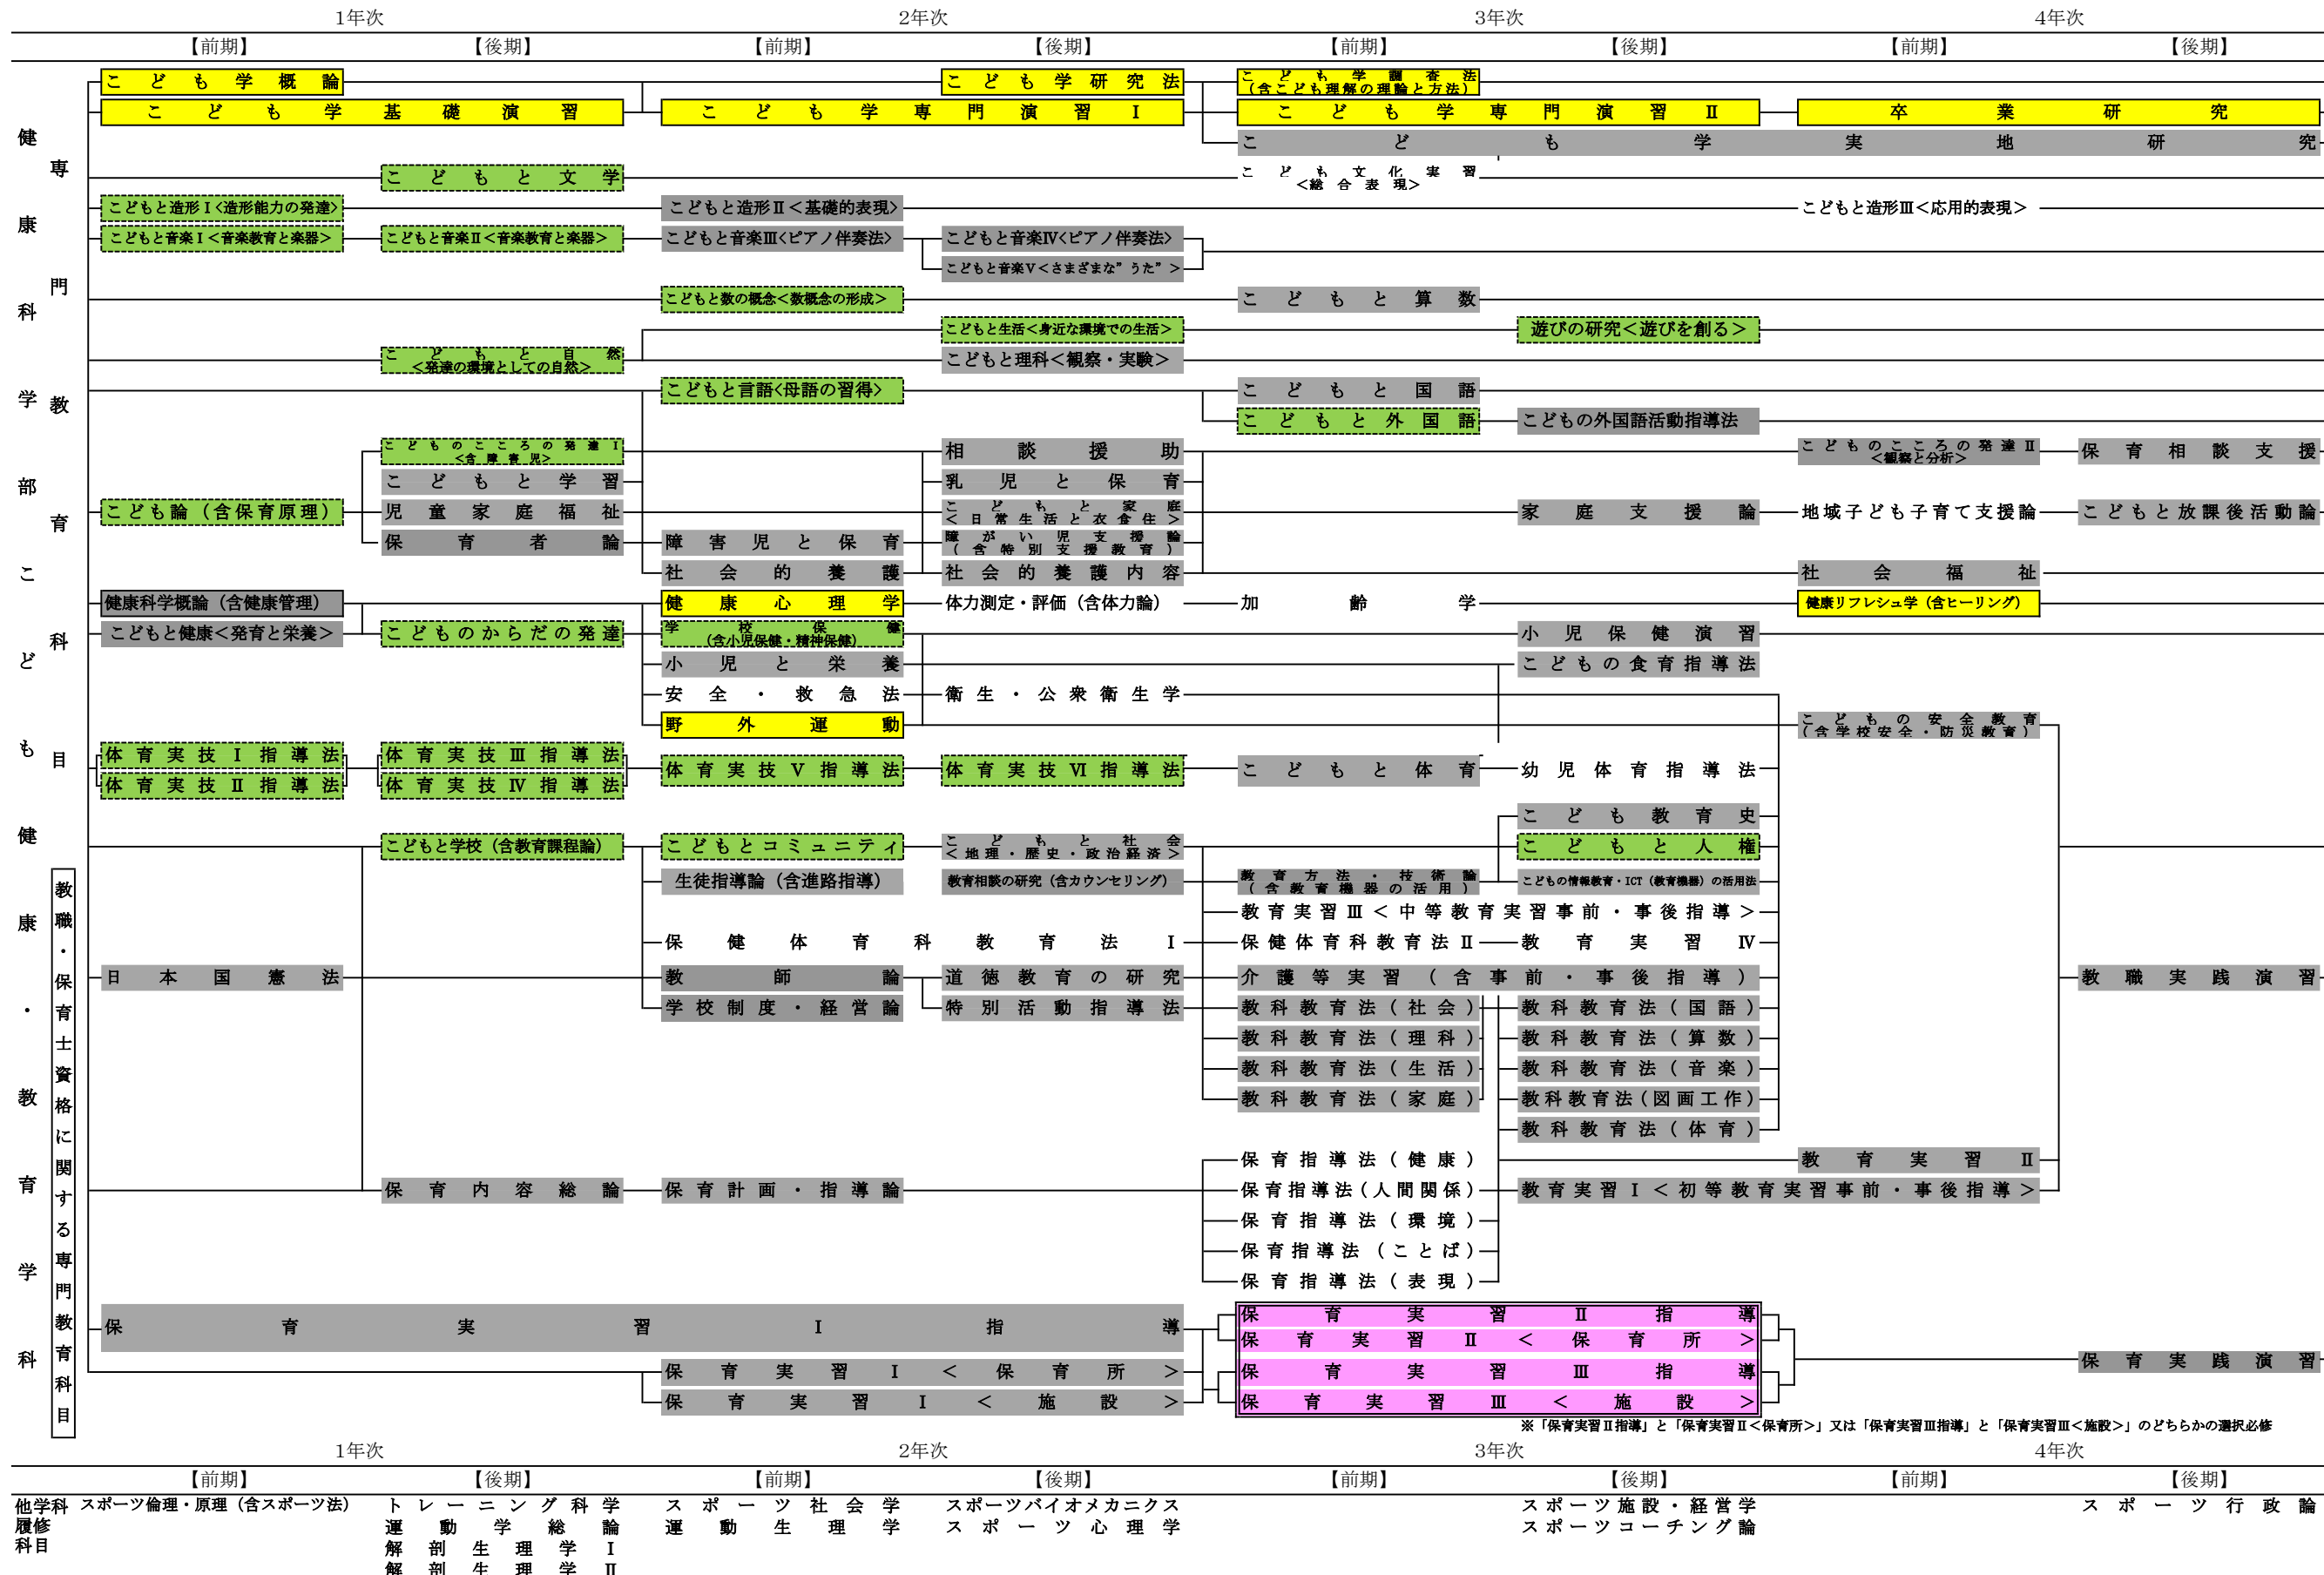 1年次 2年次 3年次 4年次
【前期】 【後期】 【前期】 【後期】 【前期】 【後期】 【前期】 【後期】
健康科学部こども健康・教育学科
専門教育科目
教職・保育士資格に関する専門教育科目
こども学概論 こども学研究法 こども学調査法
(含こども理解の理論と方法)
こども学基礎演習 こども学専門演習Ⅰ こども学専門演習Ⅱ 卒業研究
こども学実地研究
こどもと文学 こども文化実習
<総合表現>
こどもと造形Ⅰ<造形能力の発達> こどもと造形Ⅱ<基礎的表現> こどもと造形Ⅲ<応用的表現>
こどもと音楽Ⅰ<音楽教育と楽器> こどもと音楽Ⅱ<音楽教育と楽器> こどもと音楽Ⅲ<ピアノ伴奏法> こどもと音楽Ⅳ<ピアノ伴奏法>
こどもと音楽Ⅴ<さまざまな”うた”>
こどもと数の概念<数概念の形成> こどもと算数
こどもと生活<身近な環境での生活> 遊びの研究<遊びを創る>
こどもと自然
<発達の環境としての自然> こどもと理科<観察・実験>
こどもと言語<母語の習得> こどもと国語
こどもと外国語 こどもの外国語活動指導法
こどものこころの発達Ⅰ
<含障害児> 相談援助 こどものこころの発達Ⅱ
<観察と分析> 保育相談支援
こどもと学習 乳児と保育
こども論(含保育原理) 児童家庭福祉 こどもと家庭
<日常生活と衣食住> 家庭支援論 地域子ども子育て支援論 こどもと放課後活動論
保育者論 障害児と保育 障がい児支援論
(含特別支援教育)
社会的養護 社会的養護内容 社会福祉
健康科学概論(含健康管理) 健康心理学 体力測定・評価(含体力論) 加齢学 健康リフレシュ学(含ヒーリング)
こどもと健康<発育と栄養> こどものからだの発達 学校保健
(含小児保健・精神保健) 小児保健演習
小児と栄養 こどもの食育指導法
安全・救急法 衛生・公衆衛生学
野外運動 こどもの安全教育
(含学校安全・防災教育)
体育実技Ⅰ指導法 体育実技Ⅲ指導法
体育実技Ⅴ指導法 体育実技Ⅵ指導法 こどもと体育 幼児体育指導法
体育実技Ⅱ指導法 体育実技Ⅳ指導法
こども教育史
こどもと学校(含教育課程論) こどもとコミュニティ こどもと社会
<地理・歴史・政治経済> こどもと人権
生徒指導論(含進路指導) 教育相談の研究(含カウンセリング) 教育方法・技術論
(含教育機器の活用) こどもの情報教育・ICT(教育機器)の活用法
教育実習Ⅲ<中等教育実習事前・事後指導>
保健体育科教育法Ⅰ 保健体育科教育法Ⅱ 教育実習Ⅳ
日本国憲法 教師論 道徳教育の研究 介護等実習(含事前・事後指導) 教職実践演習
学校制度・経営論 特別活動指導法 教科教育法(社会) 教科教育法(国語)
教科教育法(理科) 教科教育法(算数)
教科教育法(生活) 教科教育法(音楽)
教科教育法(家庭) 教科教育法(図画工作)
教科教育法(体育)
保育指導法(健康) 教育実習Ⅱ
保育内容総論 保育計画・指導論 保育指導法(人間関係) 教育実習Ⅰ<初等教育実習事前・事後指導>
保育指導法(環境)
保育指導法(ことば)
保育指導法(表現)
保育実習Ⅰ指導 保育実習Ⅱ指導
保育実習Ⅱ<保育所>
保育実習Ⅰ<保育所> 保育実習Ⅲ指導 保育実践演習
保育実習Ⅰ<施設> 保育実習Ⅲ<施設>
※「保育実習Ⅱ指導」と「保育実習Ⅱ<保育所>」又は「保育実習Ⅲ指導」と「保育実習Ⅲ<施設>」のどちらかの選択必修
1年次 2年次 3年次 4年次
【前期】 【後期】 【前期】 【後期】 【前期】 【後期】 【前期】 【後期】
他学科
履修
科目
スポーツ倫理・原理(含スポーツ法) トレーニング科学 スポーツ社会学 スポーツバイオメカニクス スポーツ施設・経営学 スポーツ行政論
運動学総論 運動生理学 スポーツ心理学 スポーツコーチング論
解剖生理学Ⅰ
解剖生理学Ⅱ